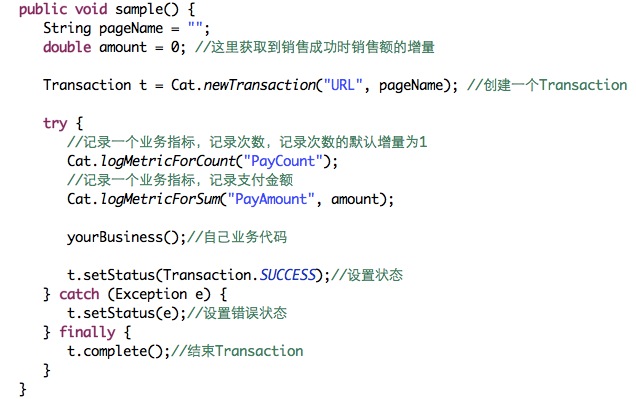 public void sample() {
String pageName = "";
double amount = 0; //这里获取到销售成功时销售额的增量
Transaction t = Cat.newTransaction("URL", pageName); //创建一个Transaction
try {
//记录一个业务指标，记录次数，记录次数的默认增量为1
Cat.logMetricForCount("PayCount");
//记录一个业务指标，记录支付金额
Cat.logMetricForSum("PayAmount", amount);
yourBusiness();//自己业务代码
t.setStatus(Transaction.SUCCESS);//设置状态
} catch (Exception e) {
t.setStatus(e);//设置错误状态
} finally {
t.complete();//结束Transaction
}
}